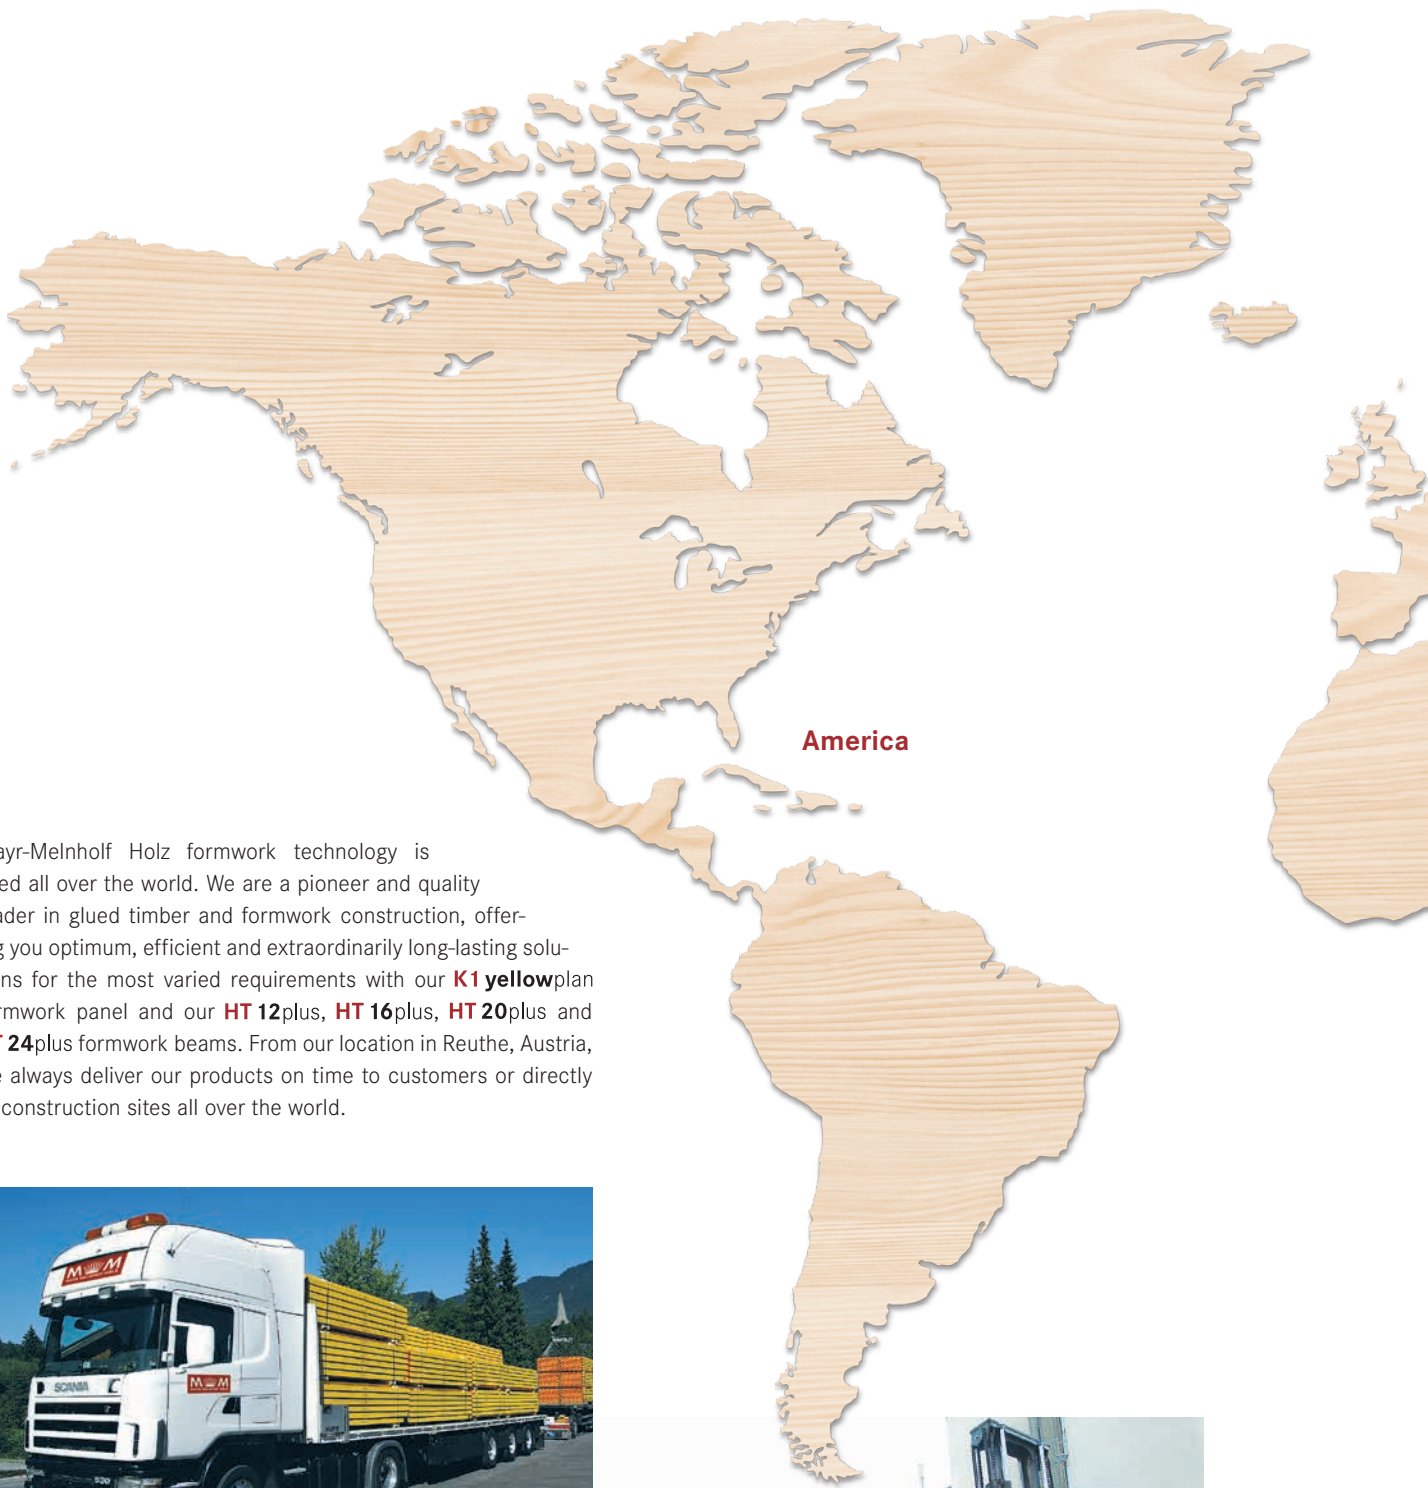 America
ayr-Melnholf Holz formwork technology is
ed all over the world. We are a pioneer and quality
ader in glued timber and formwork construction, offer-
g you optimum, efficient and extraordinarily long-lasting solu-
ns for the most varied requirements with our K1 yellowplan
rmwork panel and our HT 12plus, HT 16plus, HT 20plus and
T 24plus formwork beams. From our location in Reuthe, Austria,
e always deliver our products on time to customers or directly
construction sites all over the world.
M M
SCANIA
M M
530